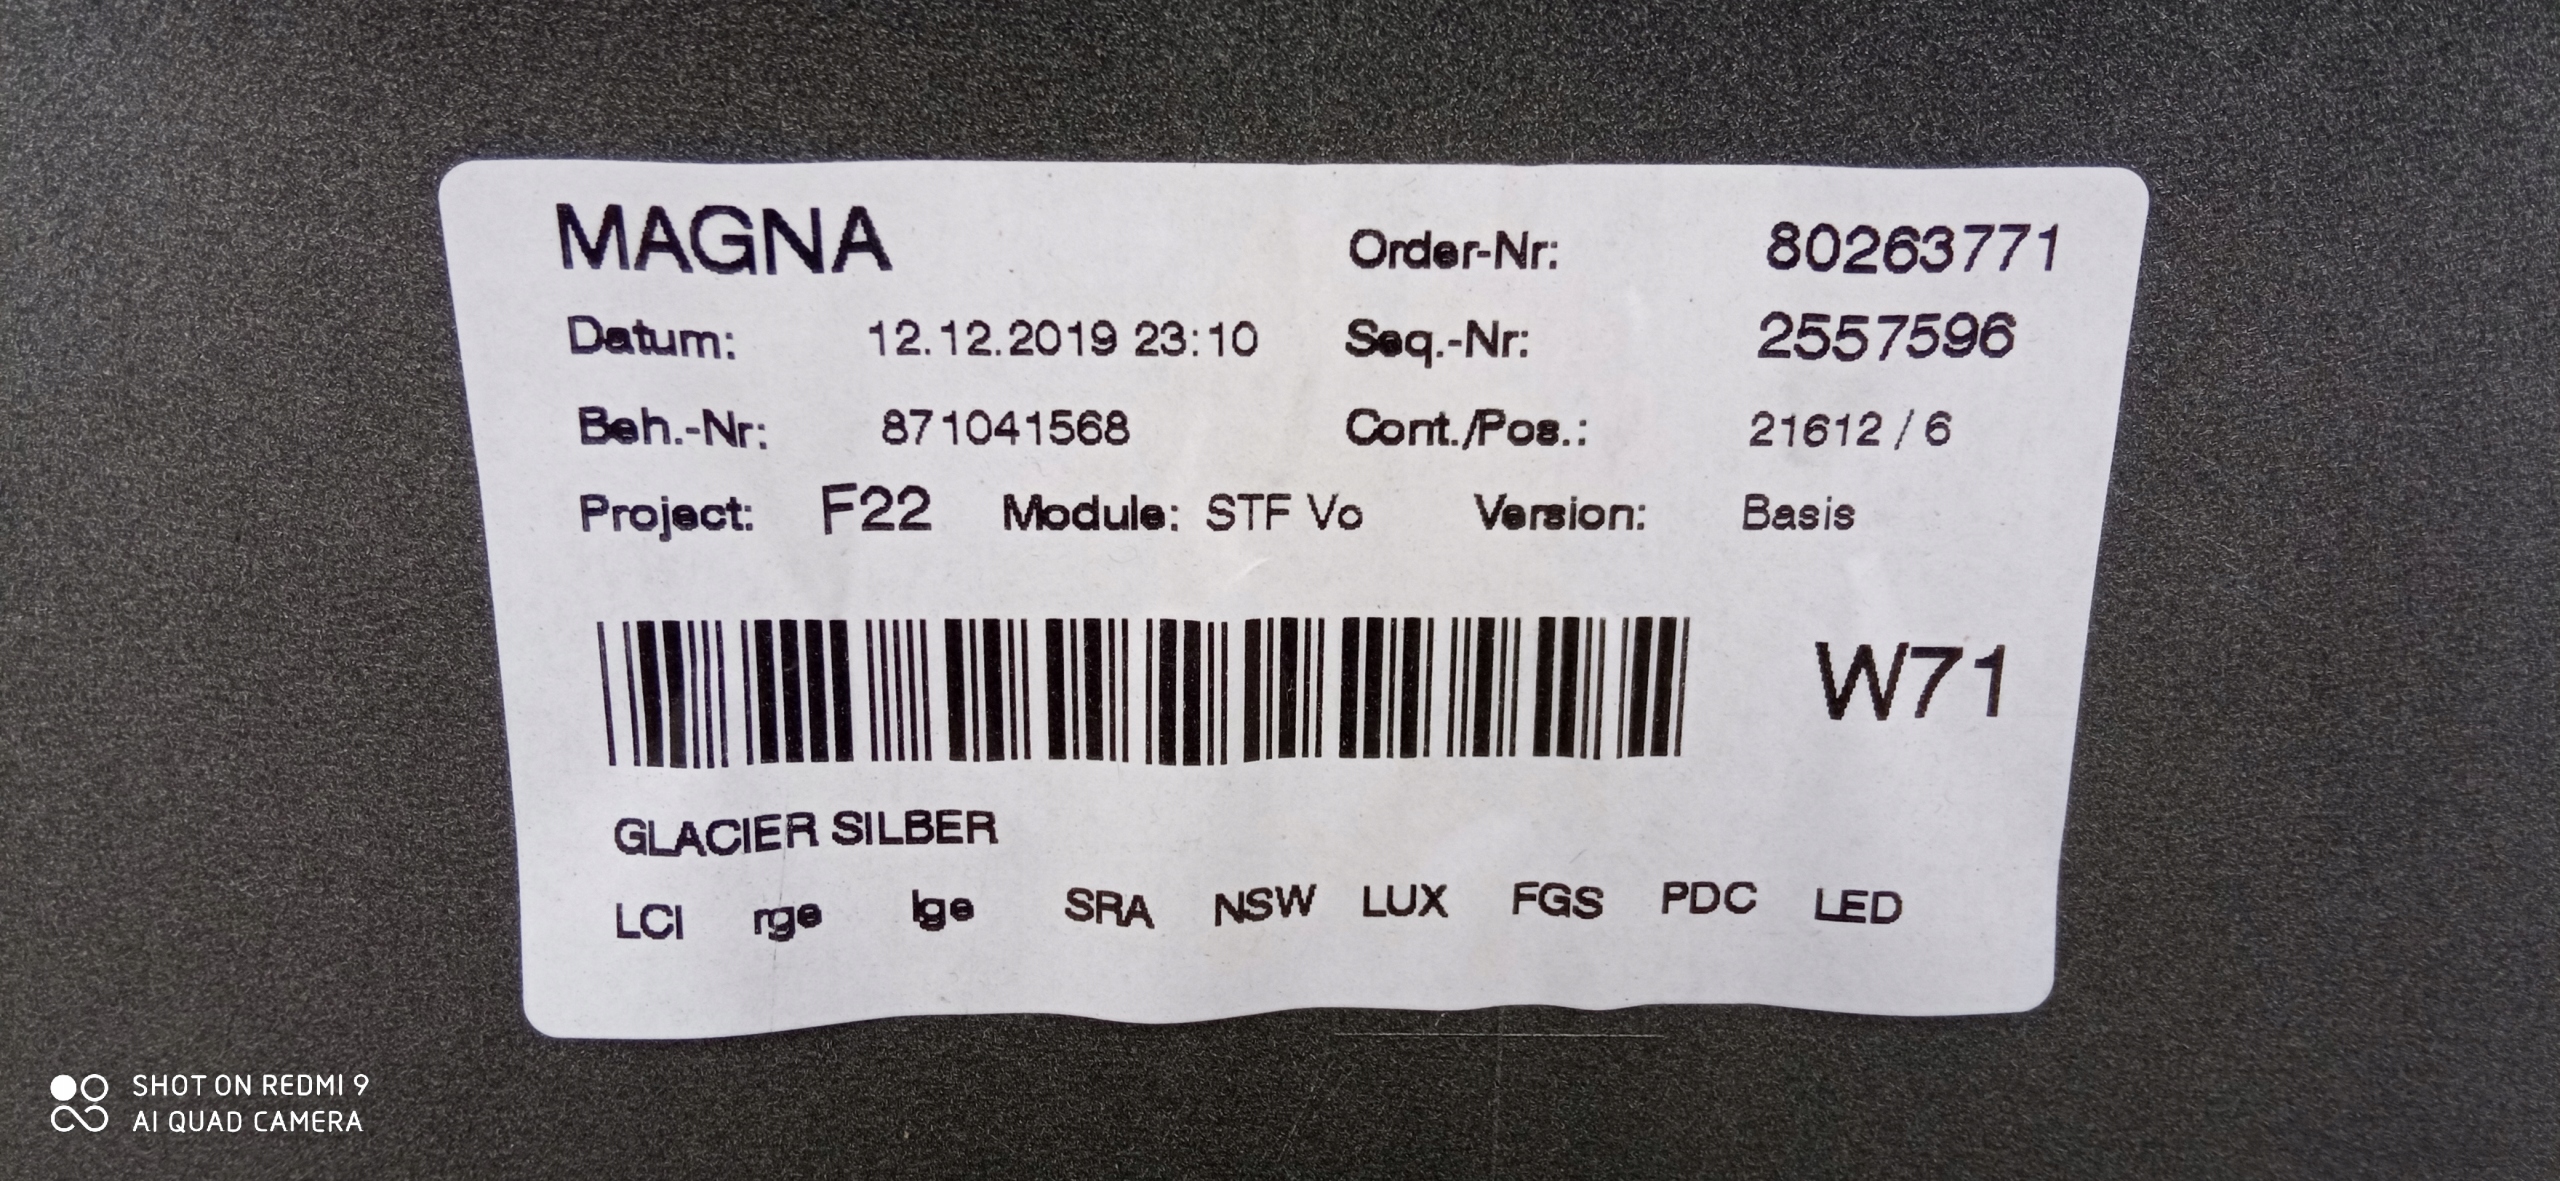 MAGNA Order-Nr: 80263771
Datum: 12.12.2019 23:10 Seq.-Nr: 2557596
Beh.-Nr: 871041568 Cont./Pos.: 21612 / 6
Project: F22 Module: STF Vo Version: Basis
W71
GLACIER SILBER
LCI rge lge SRA NSW LUX FGS PDC LED
SHOT ON REDMI 9
AI QUAD CAMERA